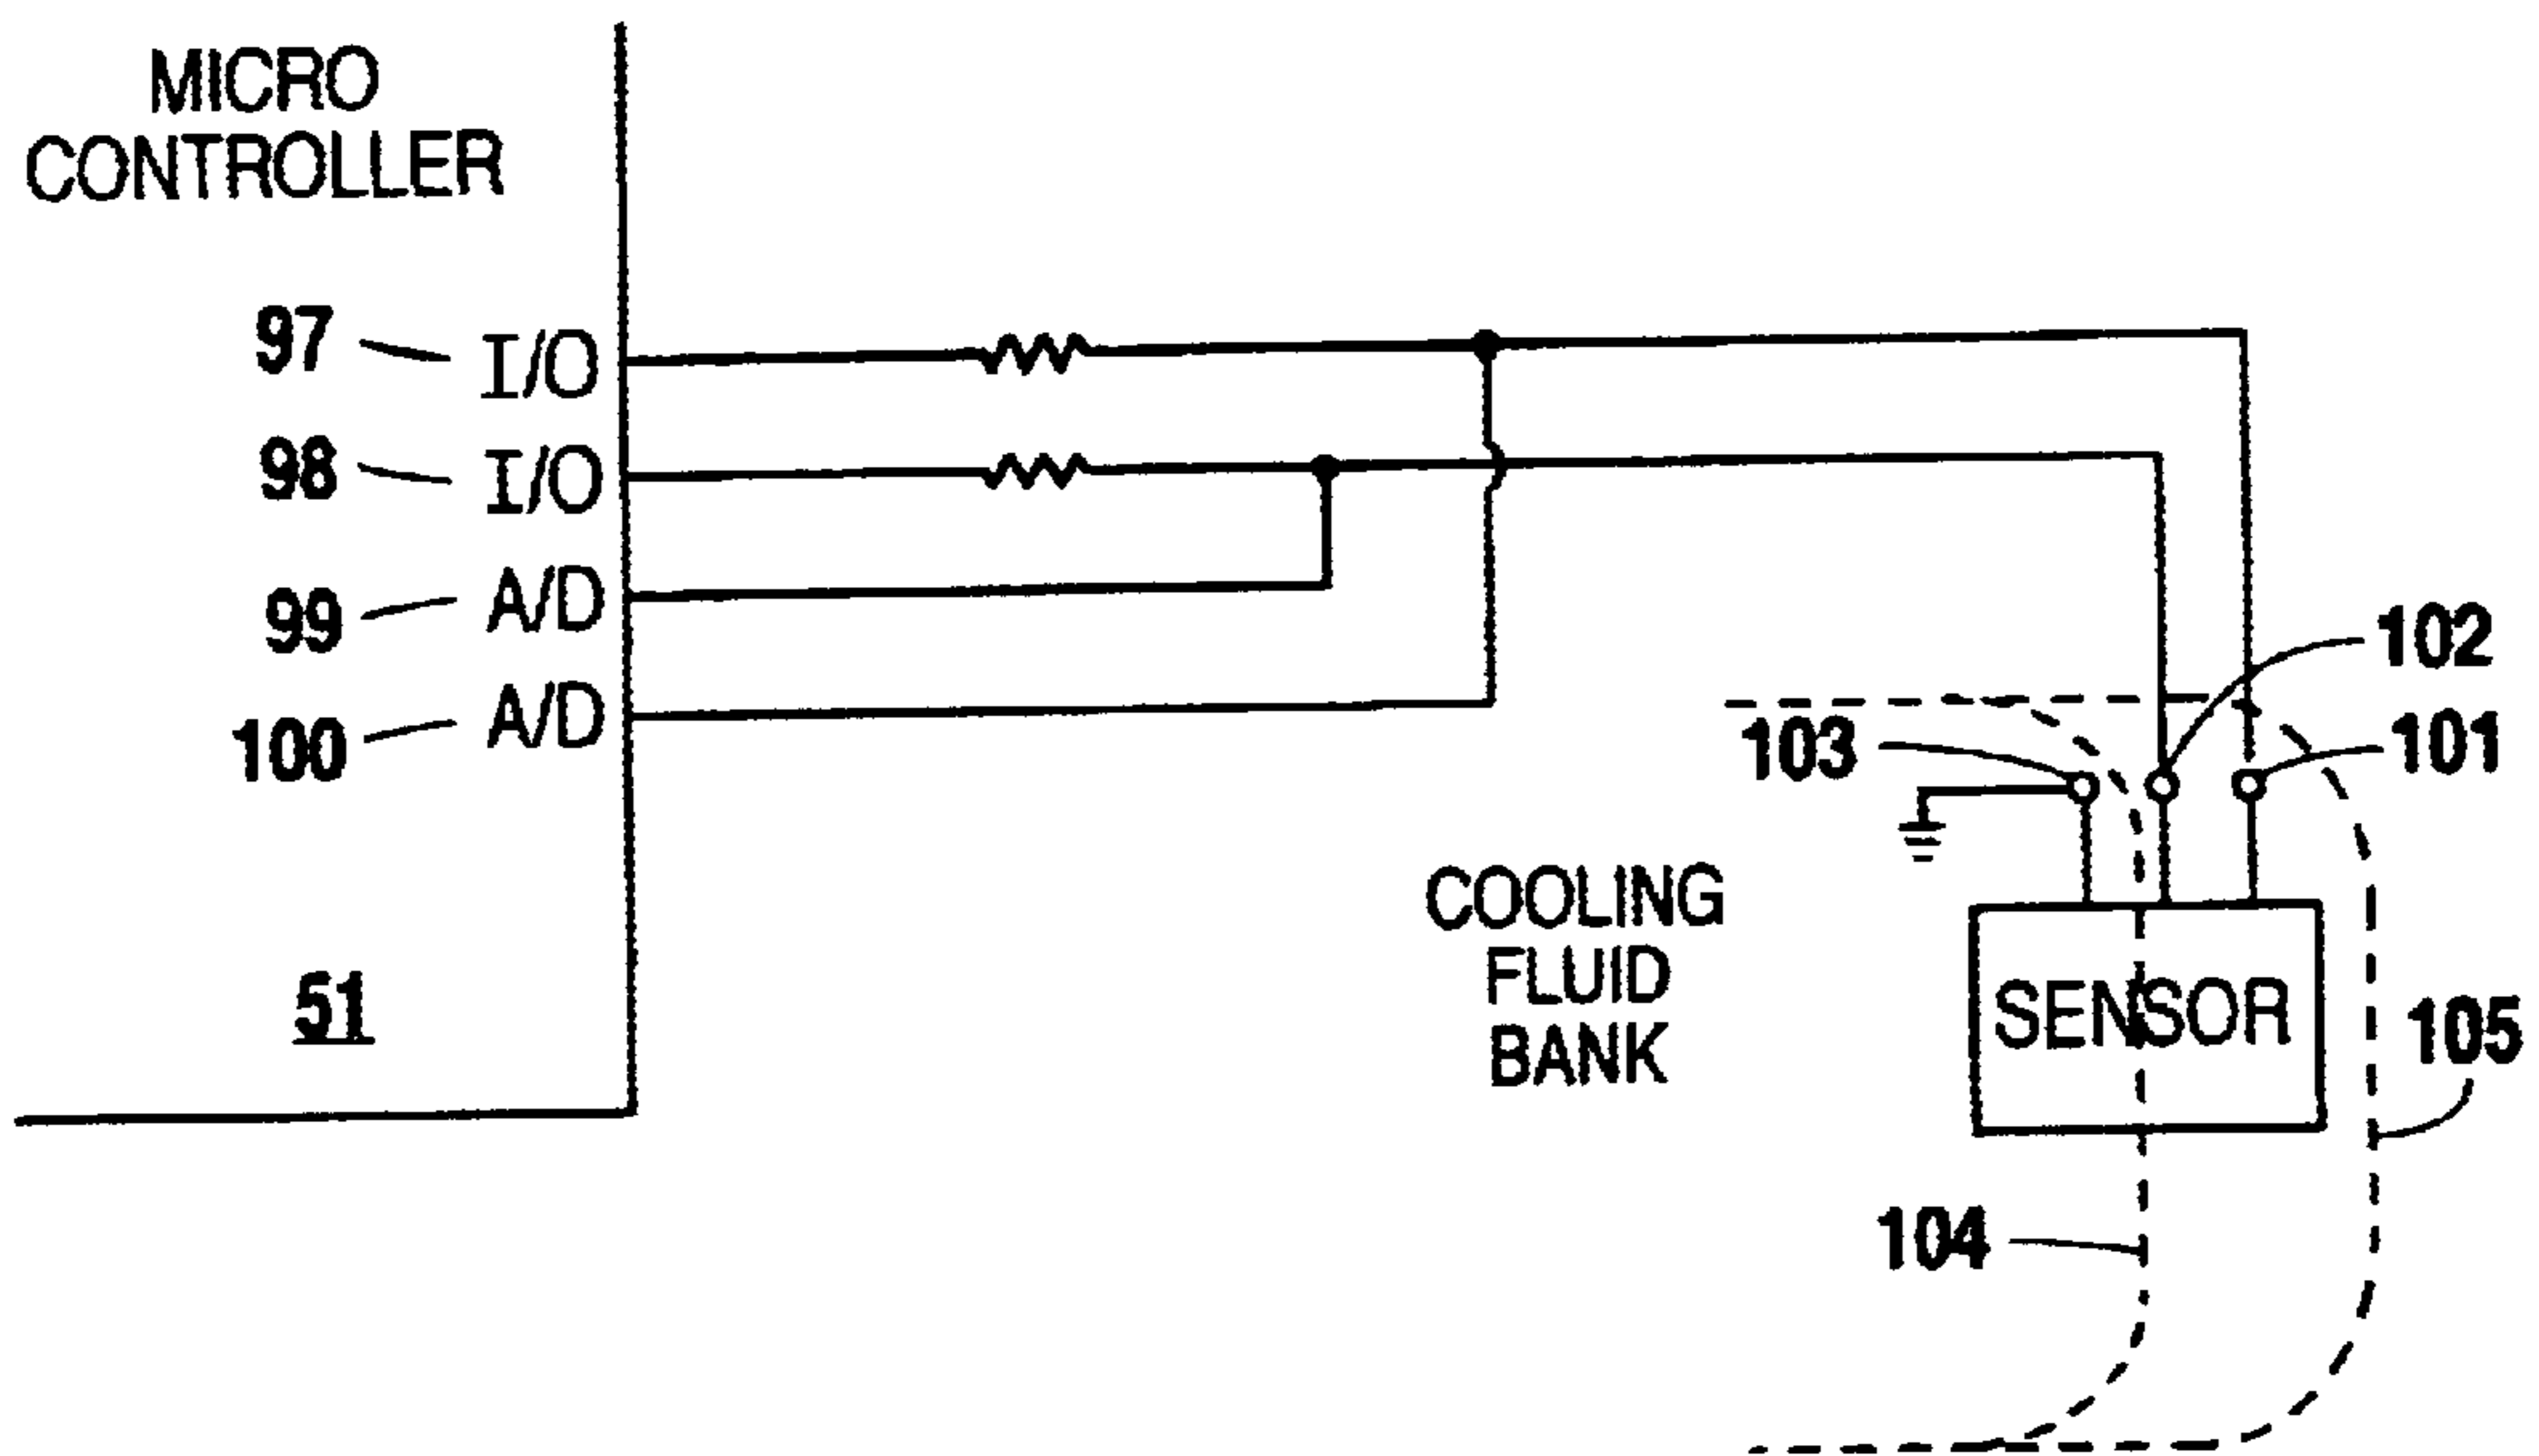 MICRO
CONTROLLER
97 I/O
98 I/O
99 A/D
100 A/D
51
102
103
101
COOLING
FLUID
BANK
SENSOR
105
104